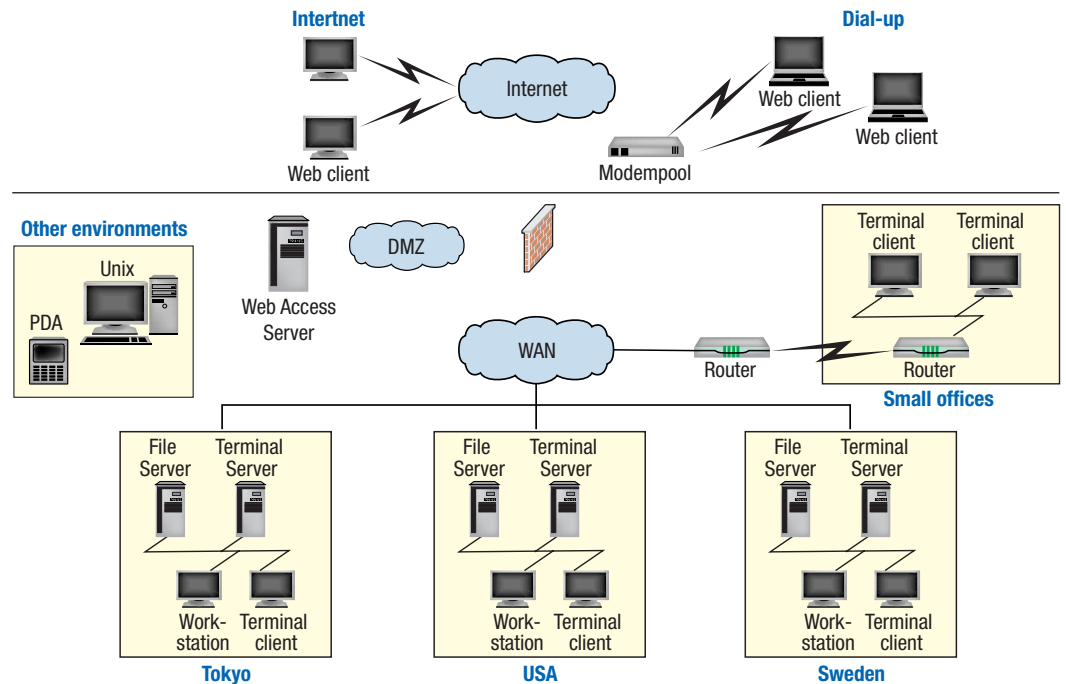 Intertnet
Dial-up
Internet
Web client
Web client
Web client
Modempool
Other environments
Unix
PDA
Web Access
Server
DMZ
Terminal
client
Terminal
client
WAN
Router
Router
Small offices
File
Server
Terminal
Server
Work-
station
Terminal
client
Tokyo
File
Server
Terminal
Server
Work-
station
Terminal
client
USA
File
Server
Terminal
Server
Work-
station
Terminal
client
Sweden